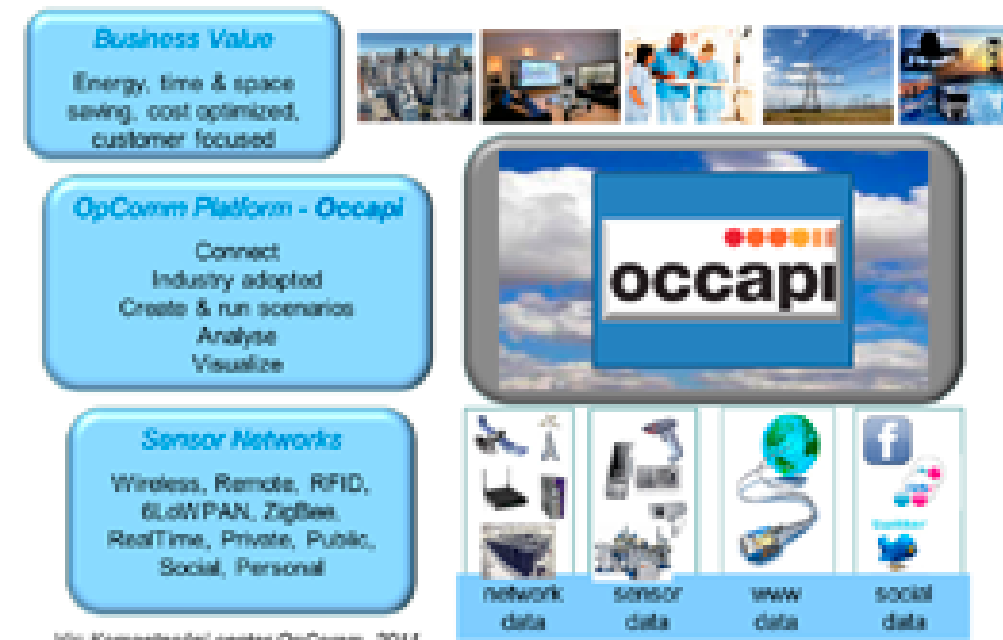 Business Value
Energy, time & space
saving, cost optimized,
customer focused
OpComm Platform - Occapi
Connect
Industry adopted
Create & run scenarios
Analyse
Visualize
occapi
Sensor Networks
Wireless, Remote, RFID,
6LoWPAN, ZigBee,
RealTime, Private, Public,
Social, Personal
f
twitter
network
data
sensor
data
www
data
social
data